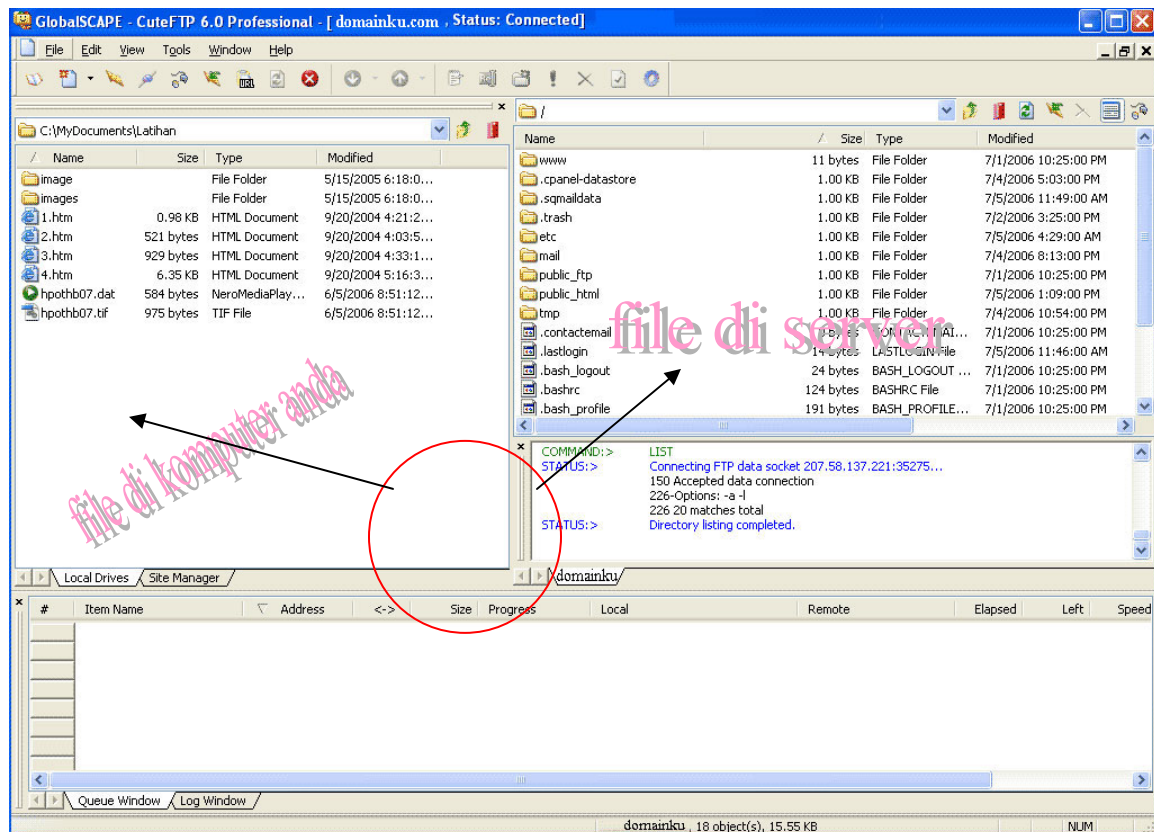 GlobalSCAPE - CuteFTP 6.0 Professional - [ domainku.com , Status: Connected]
File Edit View Tools Window Help
URL
C:\MyDocuments\Latihan
Name Size Type Modified
image File Folder 5/15/2005 6:18:0...
images File Folder 5/15/2005 6:18:0...
1.htm 0.98 KB HTML Document 9/20/2004 4:21:2...
2.htm 521 bytes HTML Document 9/20/2004 4:03:5...
3.htm 929 bytes HTML Document 9/20/2004 4:33:1...
4.htm 6.35 KB HTML Document 9/20/2004 5:16:3...
hpothb07.dat 584 bytes NeroMediaPlay... 6/5/2006 8:51:12...
hpothb07.tif 975 bytes TIF File 6/5/2006 8:51:12...
file di komputer anda
Local Drives Site Manager
/
Name Size Type Modified
www 11 bytes File Folder 7/1/2006 10:25:00 PM
.cpanel-datastore 1.00 KB File Folder 7/4/2006 5:03:00 PM
.sqmaildata 1.00 KB File Folder 7/5/2006 11:49:00 AM
.trash 1.00 KB File Folder 7/2/2006 3:25:00 PM
etc 1.00 KB File Folder 7/5/2006 4:29:00 AM
mail 1.00 KB File Folder 7/4/2006 8:13:00 PM
public_ftp 1.00 KB File Folder 7/1/2006 10:25:00 PM
public_html 1.00 KB File Folder 7/5/2006 1:09:00 PM
tmp 1.00 KB File Folder 7/4/2006 10:54:00 PM
.contactemail bytes 7/1/2006 10:25:00 PM
.lastlogin 14 bytes LASTLOGIN File 7/5/2006 11:46:00 AM
.bash_logout 24 bytes BASH_LOGOUT ... 7/1/2006 10:25:00 PM
.bashrc 124 bytes BASHRC File 7/1/2006 10:25:00 PM
.bash_profile 191 bytes BASH_PROFILE... 7/1/2006 10:25:00 PM
file di server
COMMAND:> LIST
STATUS:> Connecting FTP data socket 207.58.137.221:35275...
150 Accepted data connection
226-Options: -a -l
226 20 matches total
STATUS:> Directory listing completed.
domainku
# Item Name Address <-> Size Progress Local Remote Elapsed Left Speed
Queue Window Log Window
domainku , 18 object(s), 15.55 KB NUM